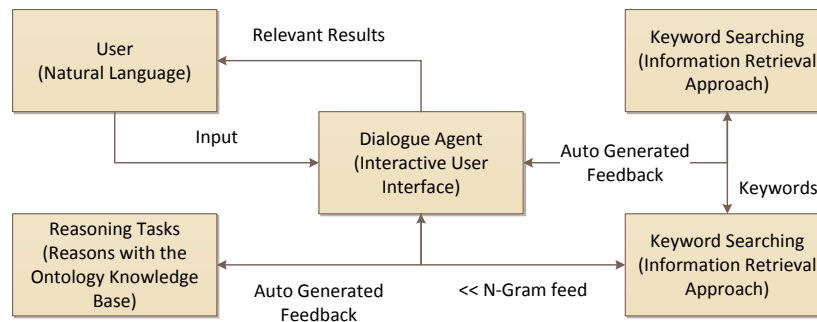 User
(Natural Language)
Relevant Results
Keyword Searching
(Information Retrieval
Approach)
Input
Dialogue Agent
(Interactive User
Interface)
Auto Generated
Feedback
Keywords
Reasoning Tasks
(Reasons with the
Ontology Knowledge
Base)
Keyword Searching
(Information Retrieval
Approach)
Auto Generated
Feedback
<< N-Gram feed